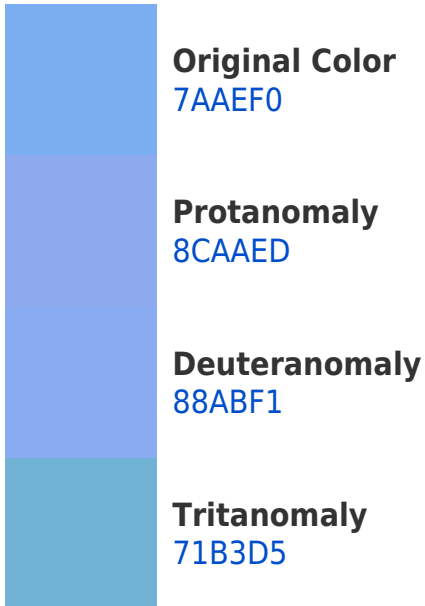 Original Color
7AAEF0
Protanomaly
8CAAED
Deuteranomaly
88ABF1
Tritanomaly
71B3D5